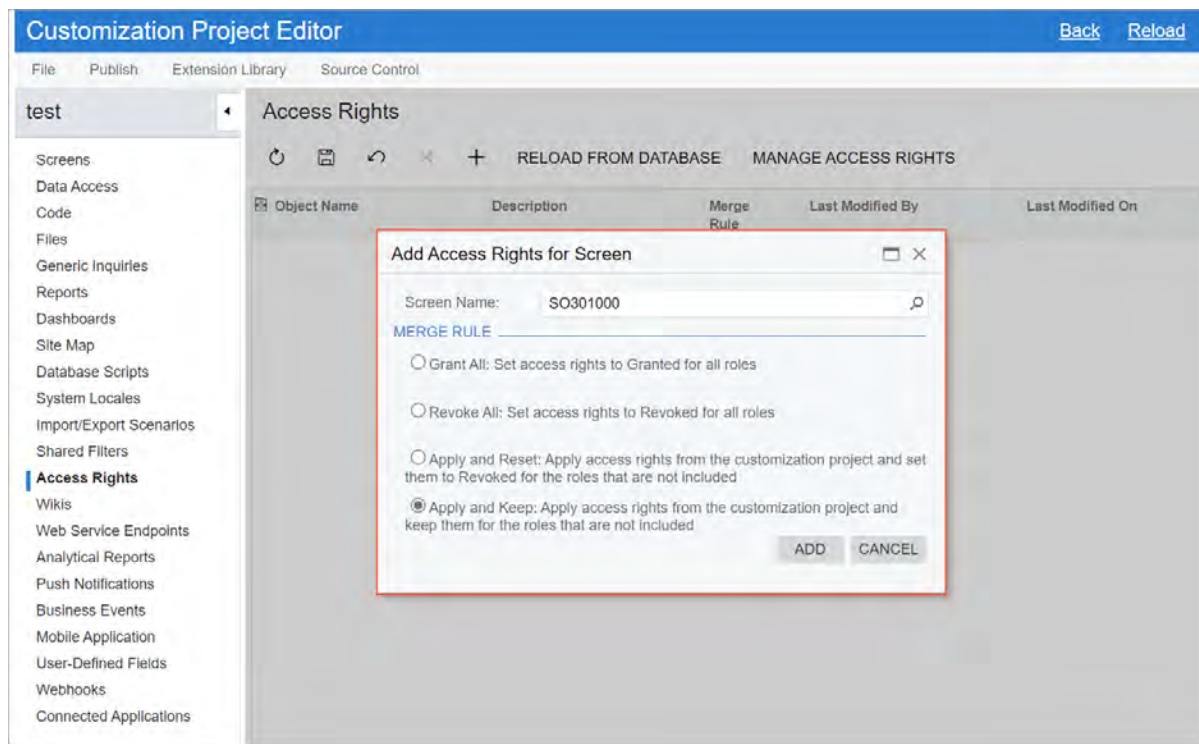 Customization Project Editor
Back Reload
File Publish Extension Library Source Control
test
Access Rights
RELOAD FROM DATABASE MANAGE ACCESS RIGHTS
Object Name Description Merge Rule Last Modified By Last Modified On
Screens
Data Access
Code
Files
Generic Inquiries
Reports
Dashboards
Site Map
Database Scripts
System Locales
Import/Export Scenarios
Shared Filters
Access Rights
Wikis
Web Service Endpoints
Analytical Reports
Push Notifications
Business Events
Mobile Application
User-Defined Fields
Webhooks
Connected Applications
Add Access Rights for Screen
Screen Name: SO301000
MERGE RULE
Grant All: Set access rights to Granted for all roles
Revoke All: Set access rights to Revoked for all roles
Apply and Reset: Apply access rights from the customization project and set
them to Revoked for the roles that are not included
Apply and Keep: Apply access rights from the customization project and
keep them for the roles that are not included
ADD CANCEL